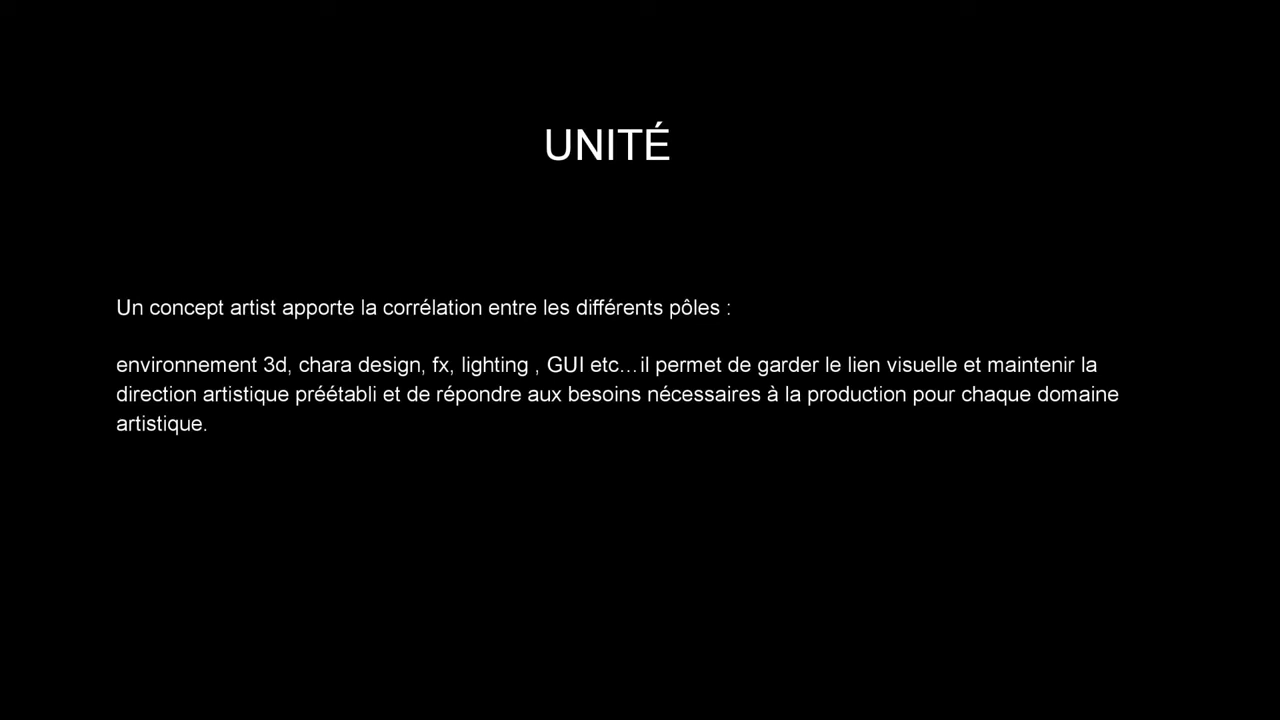 UNITÉ
Un concept artist apporte la corrélation entre les différents pôles :
environnement 3d, chara design, fx, lighting , GUI etc…il permet de garder le lien visuelle et maintenir la
direction artistique préétabli et de répondre aux besoins nécessaires à la production pour chaque domaine
artistique.